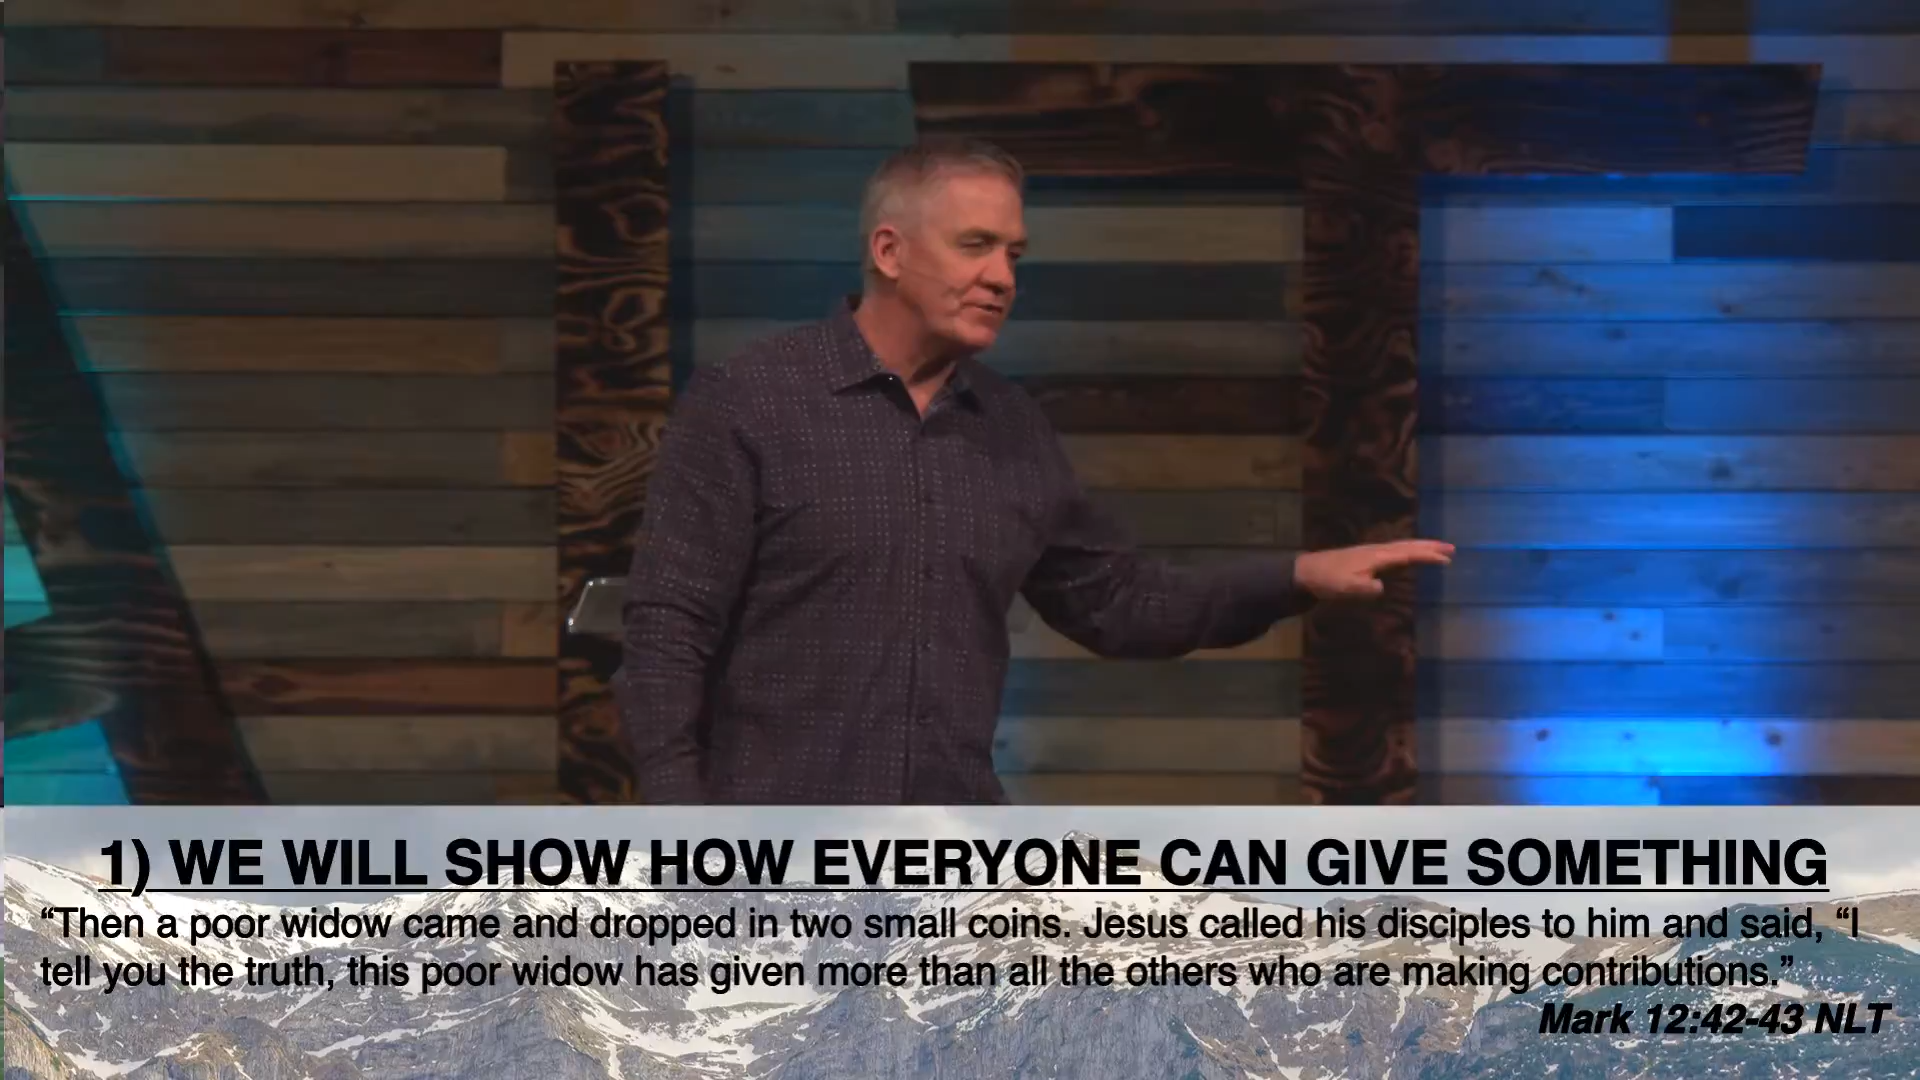 1) WE WILL SHOW HOW EVERYONE CAN GIVE SOMETHING
“Then a poor widow came and dropped in two small coins. Jesus called his disciples to him and said, “I
tell you the truth, this poor widow has given more than all the others who are making contributions.”
Mark 12:42-43 NLT